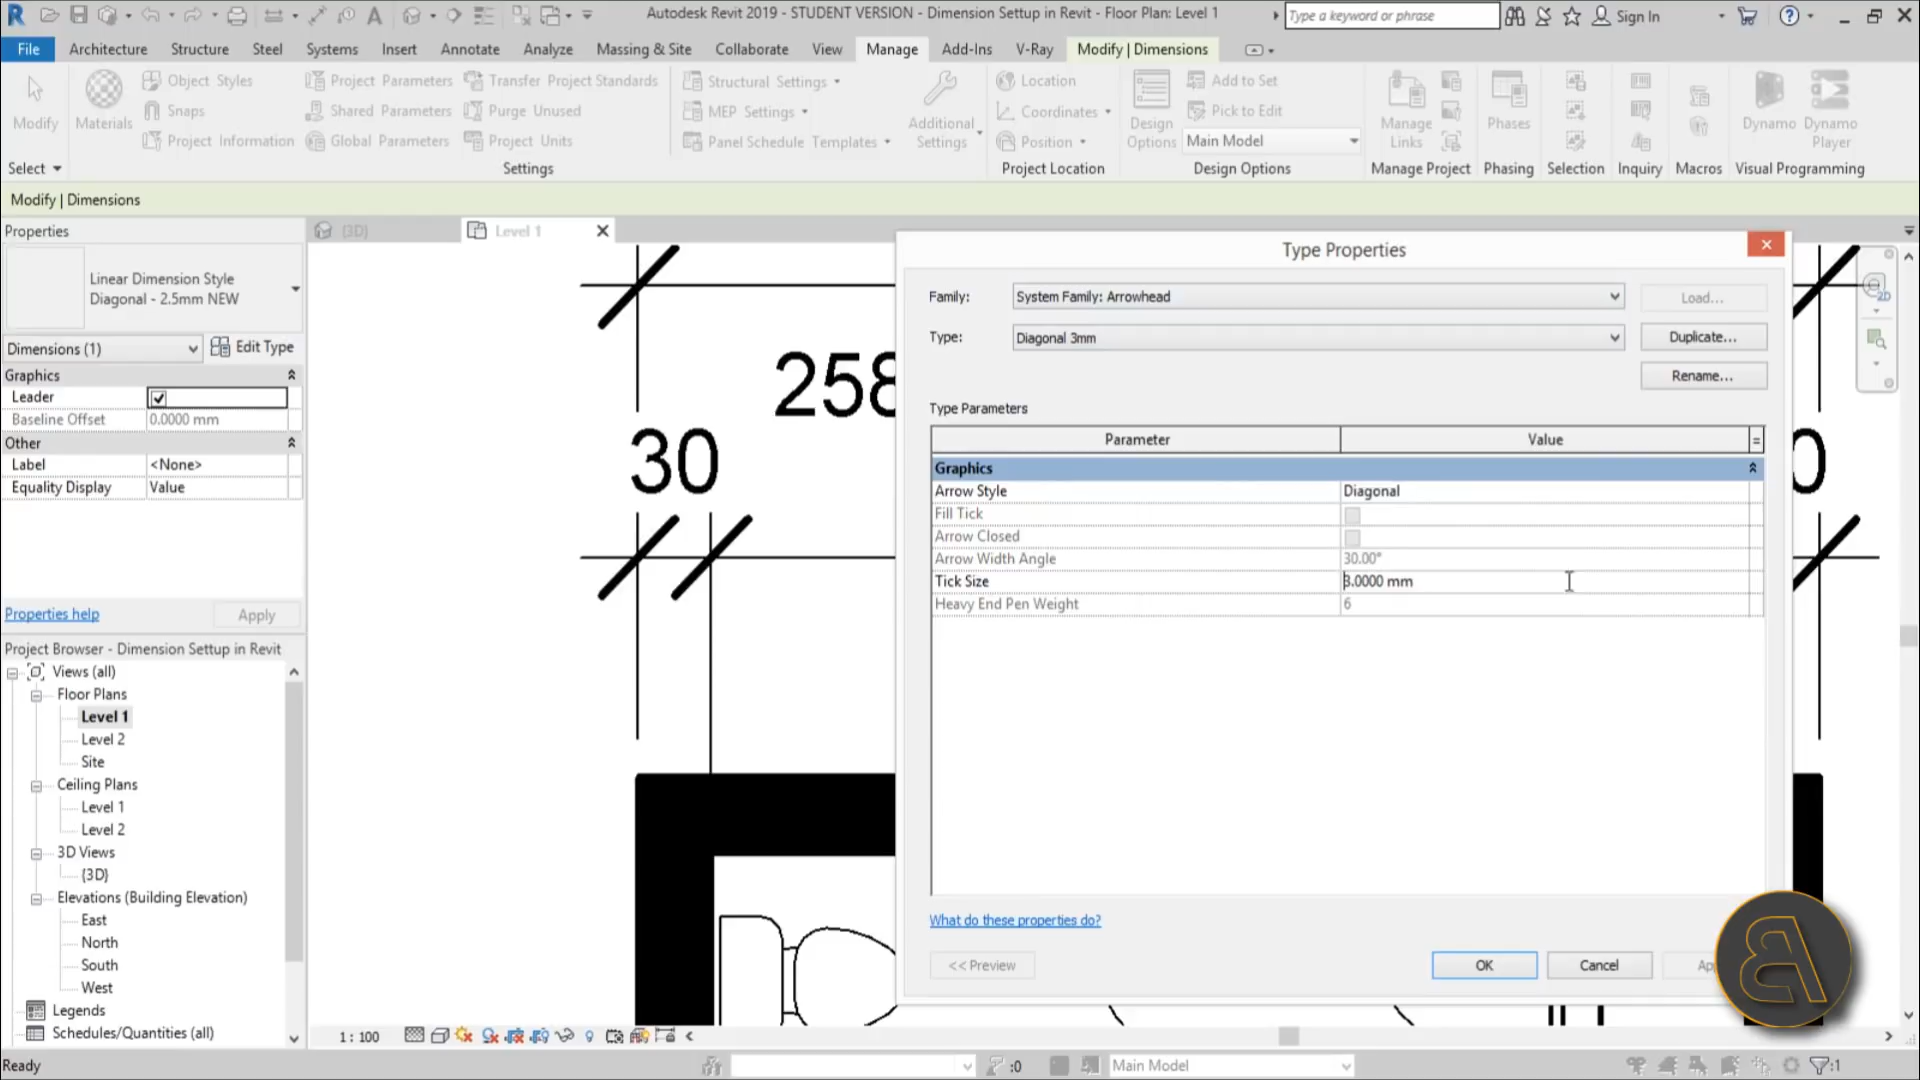 Autodesk Revit 2019 - STUDENT VERSION - Dimension Settup in Revit - Floor Plan: Level 1
Type a keyword or phrase
Sign In
File Architecture Structure Steel Systems Insert Annotate Analyze Massing & Site Collaborate View Manage Add-Ins V-Ray Modify | Dimensions
Modify
Materials
Object Styles
Snaps
Project Information
Project Parameters
Shared Parameters
Global Parameters
Transfer Project Standards
Purge Unused
Project Units
Structural Settings
MEP Settings
Panel Schedule Templates
Additional Settings
Location
Coordinates
Position
Design Options
Add to Set
Pick to Edit
Main Model
Manage Links
Phases
Dynamo
Dynamo Player
Select
Settings
Project Location
Design Options
Manage Project
Phasing
Selection
Inquiry
Macros
Visual Programming
Modify | Dimensions
Properties
Linear Dimension Style
Diagonal - 2.5mm NEW
Dimensions (1)
Edit Type
Graphics
Leader
Baseline Offset 0.0000 mm
Other
Label <None>
Equality Display Value
Properties help
Apply
Project Browser - Dimension Settup in Revit
Views (all)
Floor Plans
Level 1
Level 2
Site
Ceiling Plans
Level 1
Level 2
3D Views
{3D}
Elevations (Building Elevation)
East
North
South
West
Legends
Schedules/Quantities (all)
{3D}
Level 1
258
30
0
2D
Type Properties
Family: System Family: Arrowhead
Load...
Type: Diagonal 3mm
Duplicate...
Rename...
Type Parameters
Parameter Value
=
Graphics
Arrow Style Diagonal
Fill Tick
Arrow Closed
Arrow Width Angle 30.00°
Tick Size 3.0000 mm
Heavy End Pen Weight 6
What do these properties do?
<< Preview
OK
Cancel
Ap
1 : 100
Ready
:0
Main Model
:1